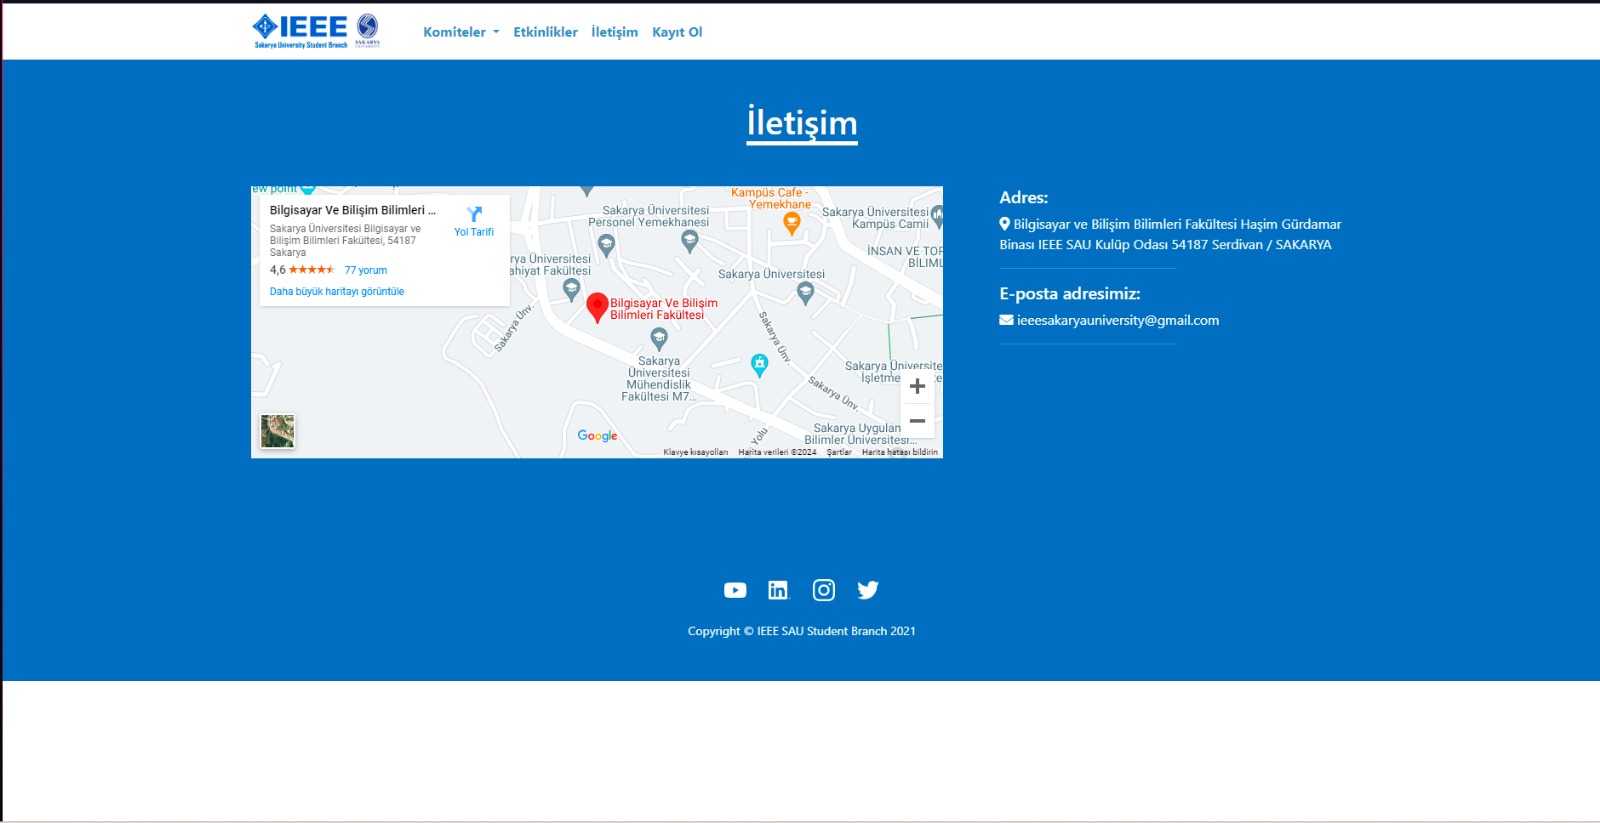 IEEE
Sakarya University Student Branch
SAKARYA
UNIVERSITY
Komiteler
Etkinlikler
İletişim
Kayıt Ol
İletişim
ew point
Bilgisayar Ve Bilişim Bilimleri ...
Sakarya Üniversitesi Bilgisayar ve
Bilişim Bilimleri Fakültesi, 54187
Sakarya
4,6
77 yorum
Daha büyük haritayı görüntüle
Yol Tarifi
Kampüs Cafe -
Yemekhane
Sakarya Üniversitesi
Personel Yemekhanesi
Sakarya Üniversitesi
Kampüs Camii
İNSAN VE TOP
BİLİML
arya Üniversitesi
ahiyat Fakültesi
Sakarya Üniversitesi
Bilgisayar Ve Bilişim
Bilimleri Fakültesi
Sakarya Ünv.
Sakarya Ünv.
Sakarya
Üniversitesi
Mühendislik
Fakültesi M7...
Sakarya Üniversite
İşletme
te
Sakarya Ünv.
Sakarya Uygulam
Bilimler Üniversitesi...
Yolu
Google
Klavye kısayolları
Harita verileri ©2024
Şartlar
Harita hatası bildirin
Adres:
Bilgisayar ve Bilişim Bilimleri Fakültesi Haşim Gürdamar
Binası IEEE SAU Kulüp Odası 54187 Serdivan / SAKARYA
E-posta adresimiz:
ieeesakaryauniversity@gmail.com
Copyright © IEEE SAU Student Branch 2021